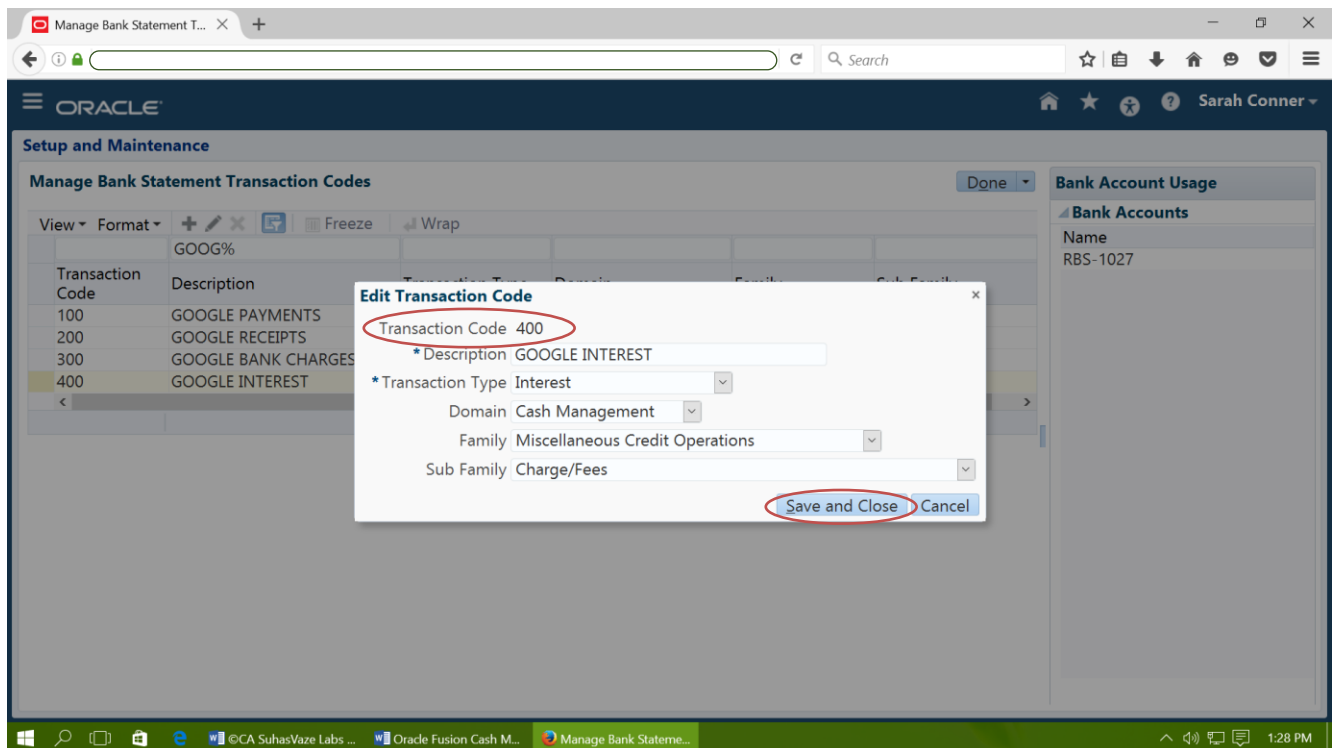 Manage Bank Statement T...
Search
ORACLE
Sarah Conner
Setup and Maintenance
Manage Bank Statement Transaction Codes
Done
View Format Freeze Wrap
GOOG%
Transaction Code Description
100 GOOGLE PAYMENTS
200 GOOGLE RECEIPTS
300 GOOGLE BANK CHARGES
400 GOOGLE INTEREST
Bank Account Usage
Bank Accounts
Name
RBS-1027
Edit Transaction Code
Transaction Code 400
* Description GOOGLE INTEREST
* Transaction Type Interest
Domain Cash Management
Family Miscellaneous Credit Operations
Sub Family Charge/Fees
Save and Close Cancel
©CA SuhasVaze Labs ... Oracle Fusion Cash M... Manage Bank Stateme...
1:28 PM